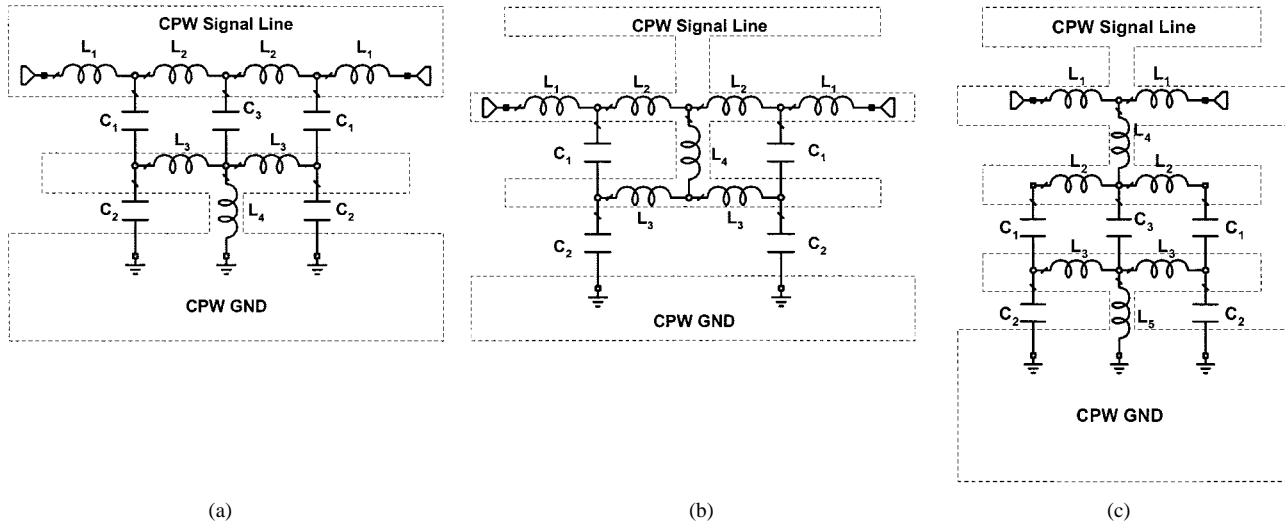 CPW Signal Line
L1 L2 L2 L1
C1 C3 C1
L3 L3
C2 L4 C2
CPW GND
(a)
CPW Signal Line
L1 L2 L2 L1
C1 L4 C1
L3 L3
C2 C2
CPW GND
(b)
CPW Signal Line
L1 L1
L4
L2 L2
C1 C3 C1
L3 L3
C2 L5 C2
CPW GND
(c)